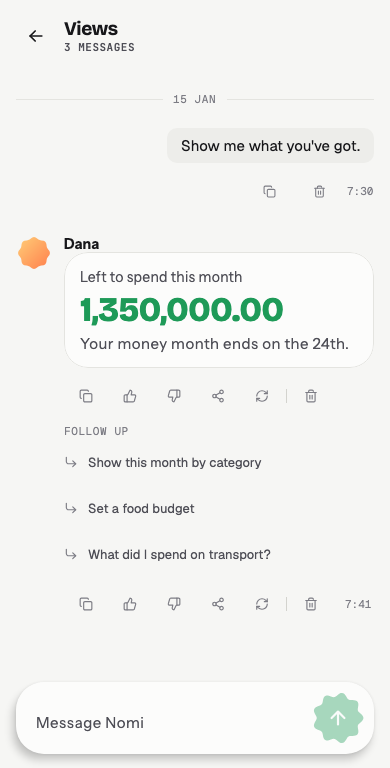 Views
3 MESSAGES
15 JAN
Show me what you've got.
7:30
Dana
Left to spend this month
1,350,000.00
Your money month ends on the 24th.
FOLLOW UP
Show this month by category
Set a food budget
What did I spend on transport?
7:41
Message Nomi